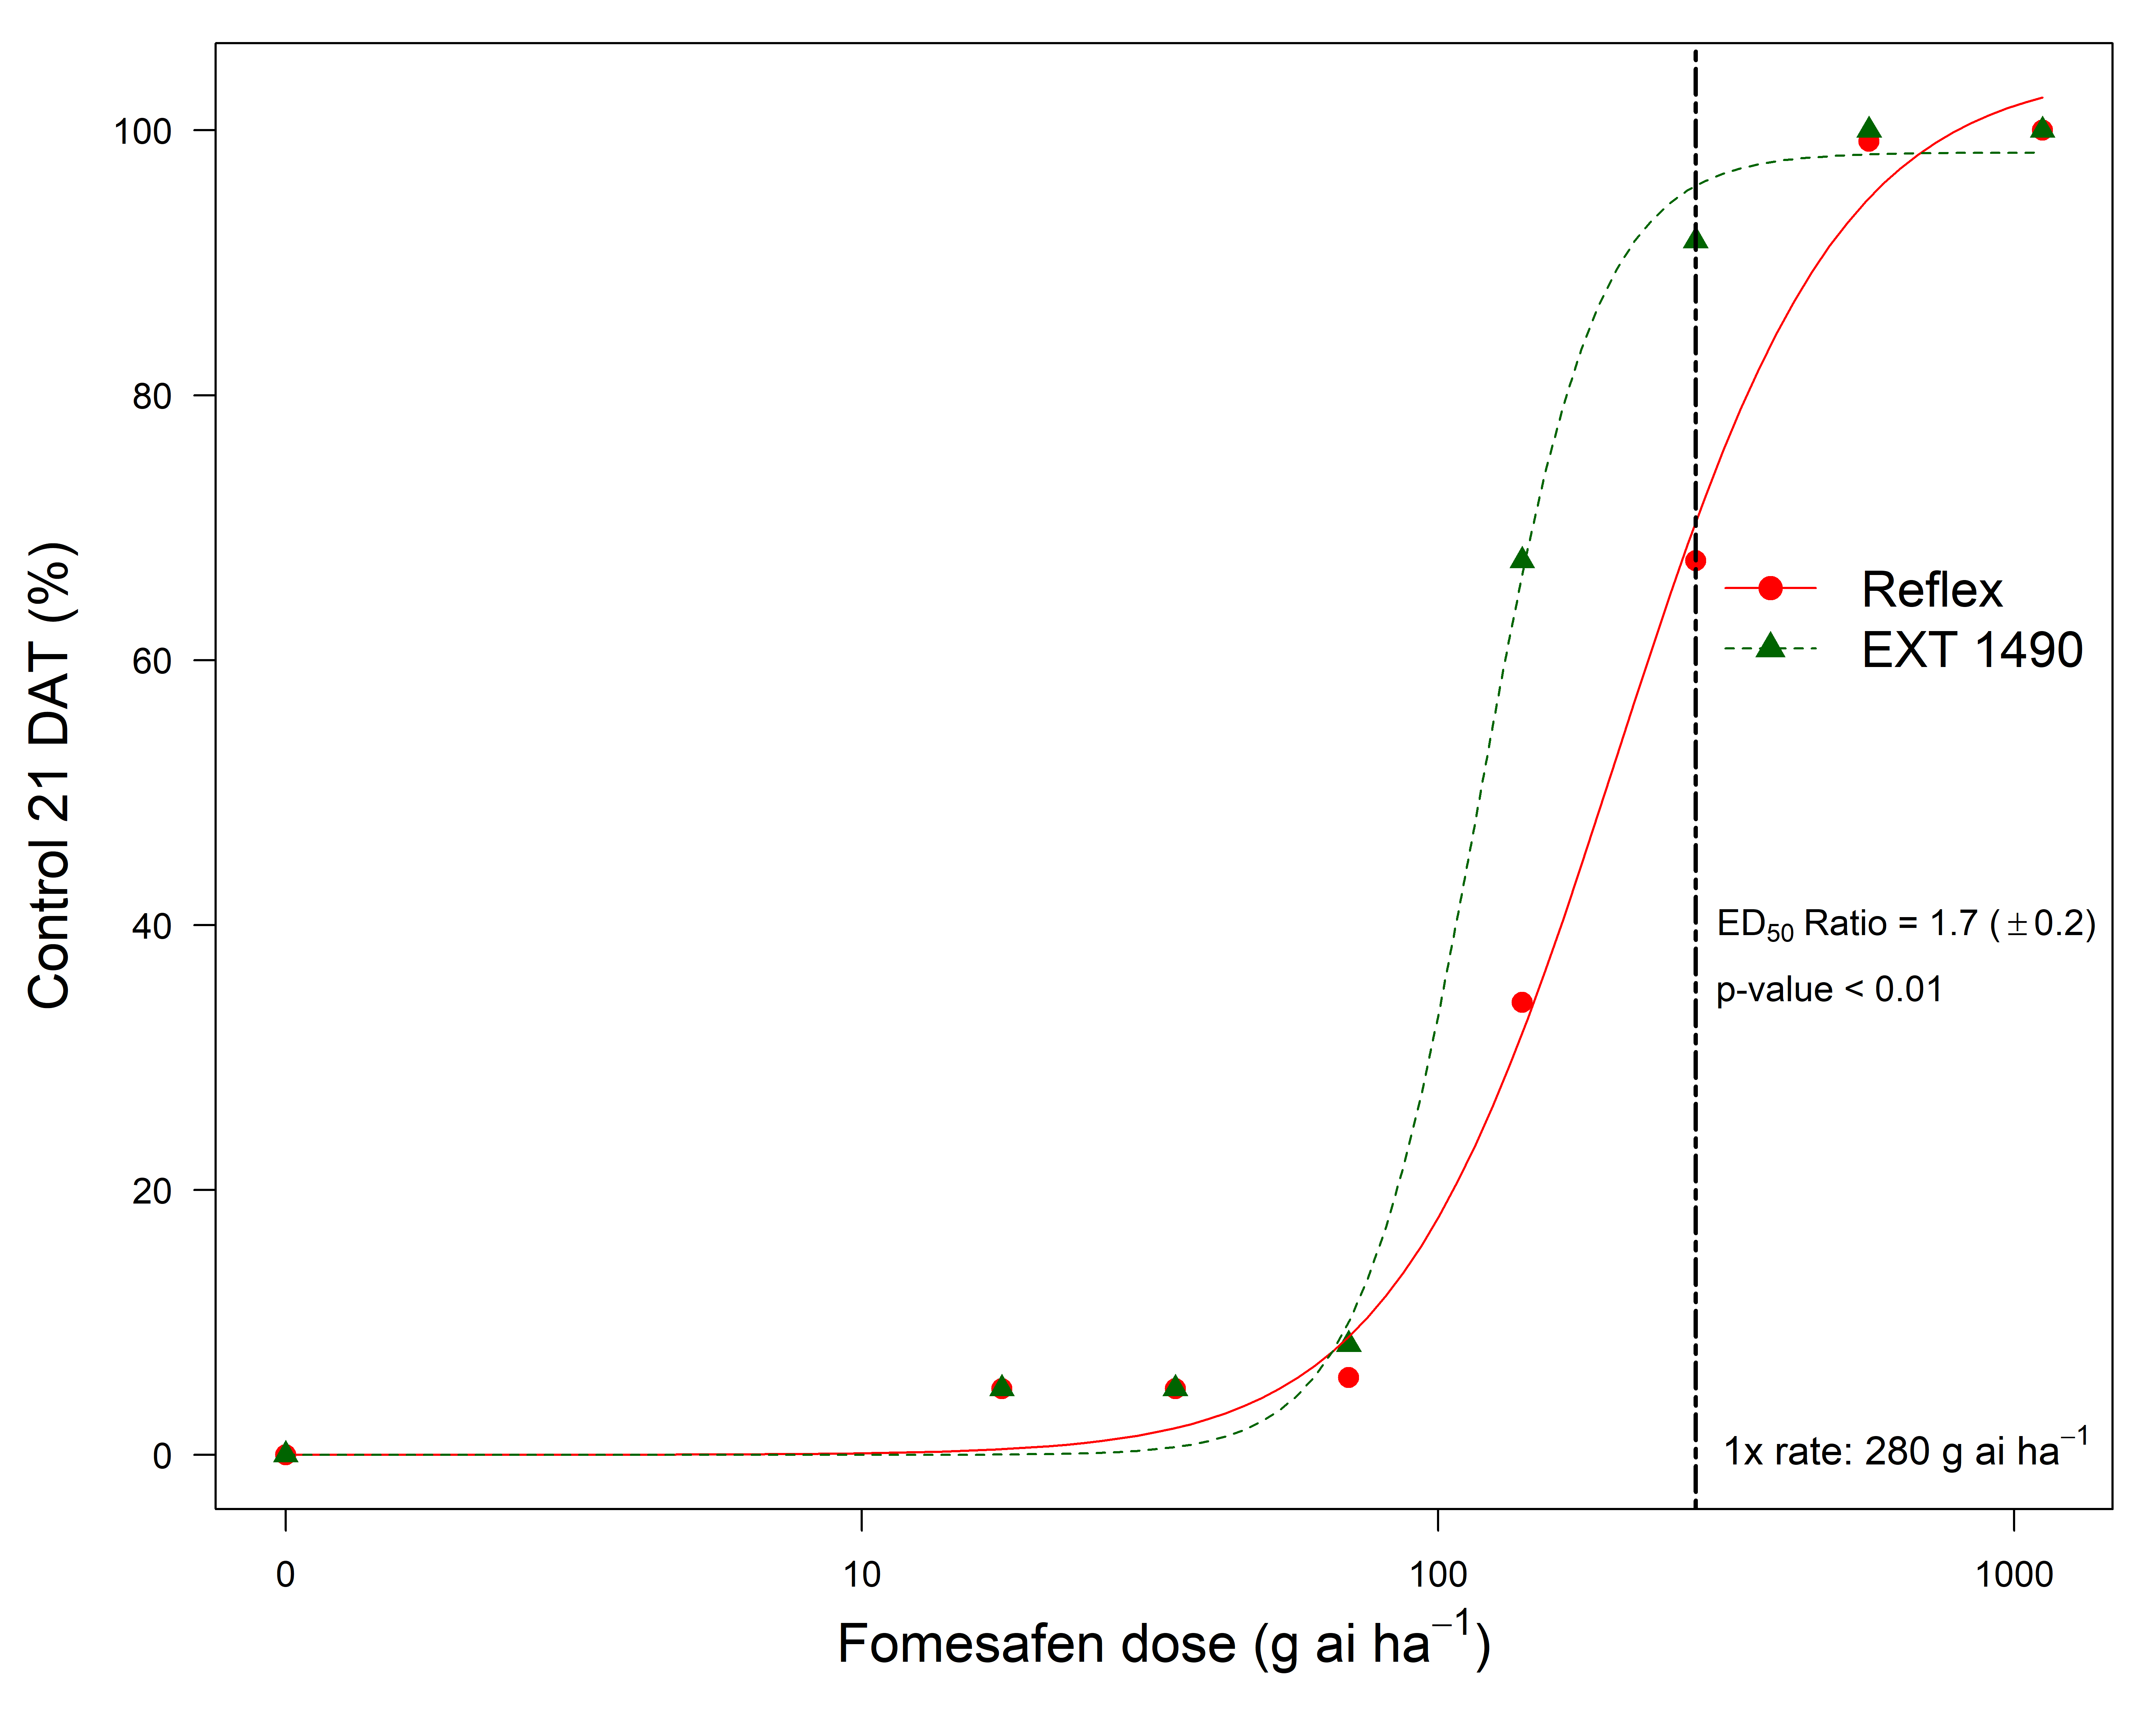 Control 21 DAT (%)
100
80
60
40
20
0
Reflex
EXT 1490
ED₅₀ Ratio = 1.7 (±0.2)
p-value < 0.01
1x rate: 280 g ai ha⁻¹
0 10 100 1000
Fomesafen dose (g ai ha⁻¹)